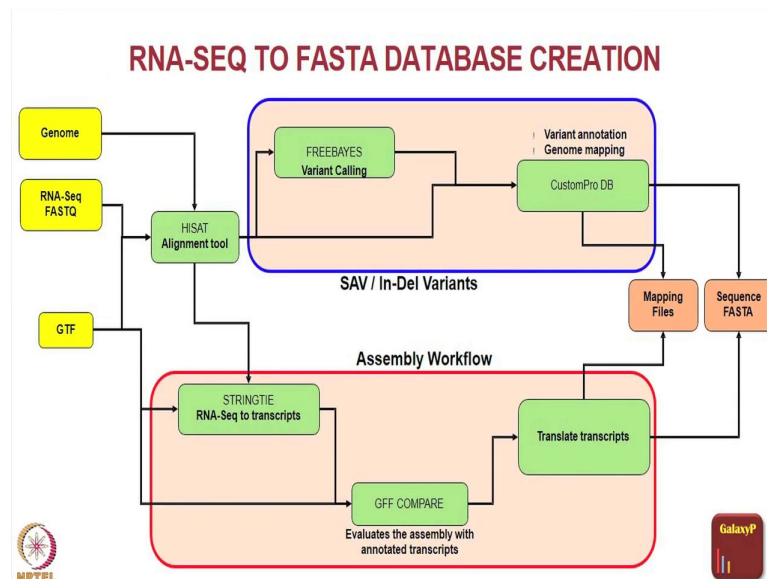 RNA-SEQ TO FASTA DATABASE CREATION
Genome
RNA-Seq
FASTQ
GTF
HISAT
Alignment tool
FREEBAYES
Variant Calling
! Variant annotation
! Genome mapping
CustomPro DB
SAV / In-Del Variants
Mapping
Files
Sequence
FASTA
Assembly Workflow
STRINGTIE
RNA-Seq to transcripts
GFF COMPARE
Evaluates the assembly with
annotated transcripts
Translate transcripts
NPTEL
GalaxyP